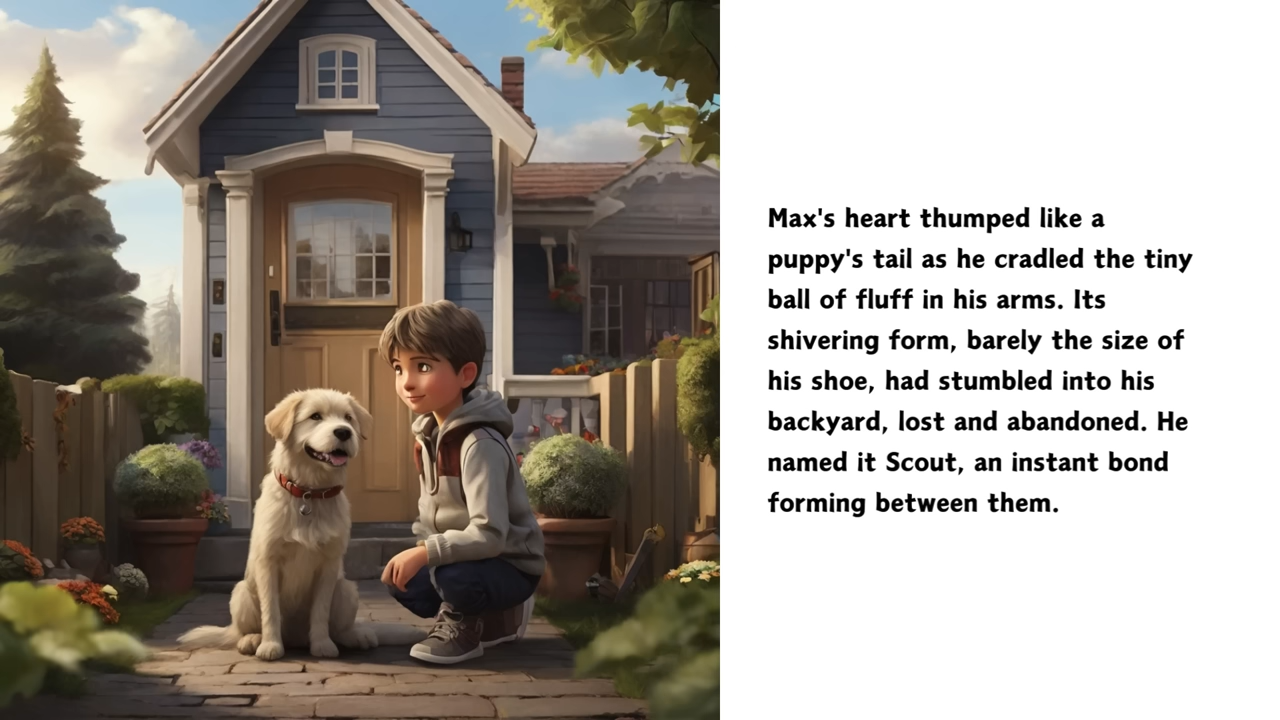 Max's heart thumped like a
puppy's tail as he cradled the tiny
ball of fluff in his arms. Its
shivering form, barely the size of
his shoe, had stumbled into his
backyard, lost and abandoned. He
named it Scout, an instant bond
forming between them.